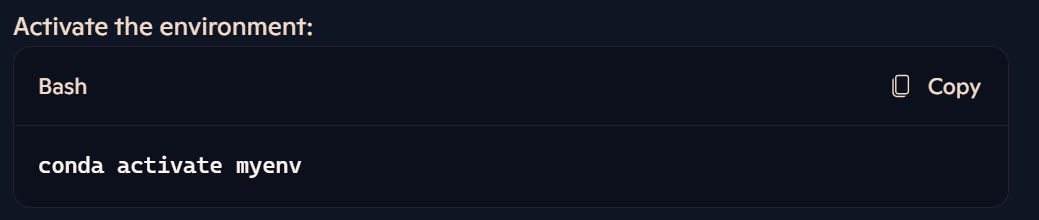 Activate the environment:
Bash
Copy
conda activate myenv